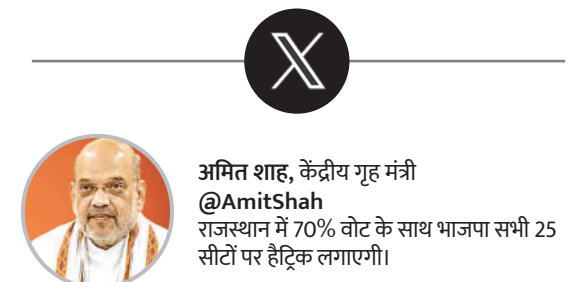 अमित शाह, केंद्रीय गृह मंत्री
@AmitShah
राजस्थान में 70% वोट के साथ भाजपा सभी 25
सीटों पर हैट्रिक लगाएगी।